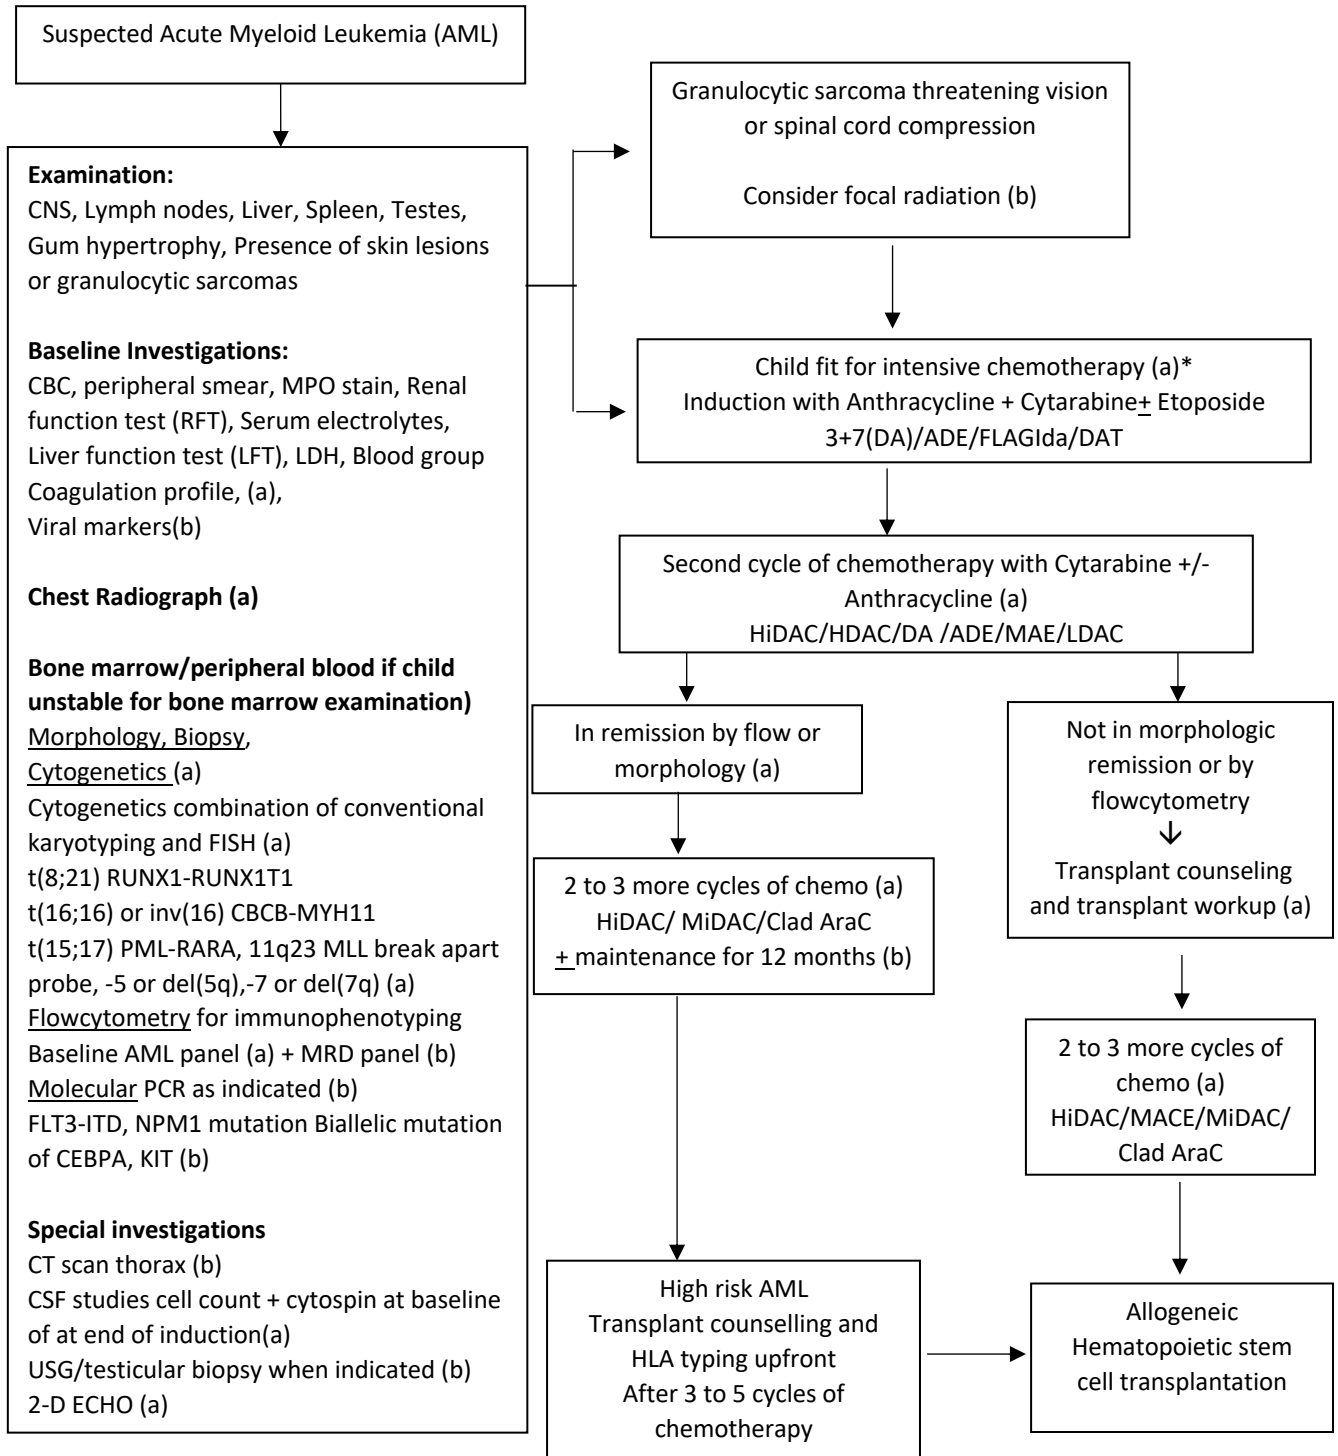 Suspected Acute Myeloid Leukemia (AML)
Examination:
CNS, Lymph nodes, Liver, Spleen, Testes,
Gum hypertrophy, Presence of skin lesions
or granulocytic sarcomas
Baseline Investigations:
CBC, peripheral smear, MPO stain, Renal
function test (RFT), Serum electrolytes,
Liver function test (LFT), LDH, Blood group
Coagulation profile, (a),
Viral markers(b)
Chest Radiograph (a)
Bone marrow/peripheral blood if child
unstable for bone marrow examination)
Morphology, Biopsy,
Cytogenetics (a)
Cytogenetics combination of conventional
karyotyping and FISH (a)
t(8;21) RUNX1-RUNX1T1
t(16;16) or inv(16) CBCB-MYH11
t(15;17) PML-RARA, 11q23 MLL break apart
probe, -5 or del(5q),-7 or del(7q) (a)
Flowcytometry for immunophenotyping
Baseline AML panel (a) + MRD panel (b)
Molecular PCR as indicated (b)
FLT3-ITD, NPM1 mutation Biallelic mutation
of CEBPA, KIT (b)
Special investigations
CT scan thorax (b)
CSF studies cell count + cytospin at baseline
of at end of induction(a)
USG/testicular biopsy when indicated (b)
2-D ECHO (a)
Granulocytic sarcoma threatening vision
or spinal cord compression
Consider focal radiation (b)
Child fit for intensive chemotherapy (a)*
Induction with Anthracycline + Cytarabine± Etoposide
3+7(DA)/ADE/FLAGIda/DAT
Second cycle of chemotherapy with Cytarabine +/-
Anthracycline (a)
HiDAC/HDAC/DA /ADE/MAE/LDAC
In remission by flow or
morphology (a)
2 to 3 more cycles of chemo (a)
HiDAC/ MiDAC/Clad AraC
± maintenance for 12 months (b)
High risk AML
Transplant counselling and
HLA typing upfront
After 3 to 5 cycles of
chemotherapy
Not in morphologic
remission or by
flowcytometry
↓
Transplant counseling
and transplant workup (a)
2 to 3 more cycles of
chemo (a)
HiDAC/MACE/MiDAC/
Clad AraC
Allogeneic
Hematopoietic stem
cell transplantation